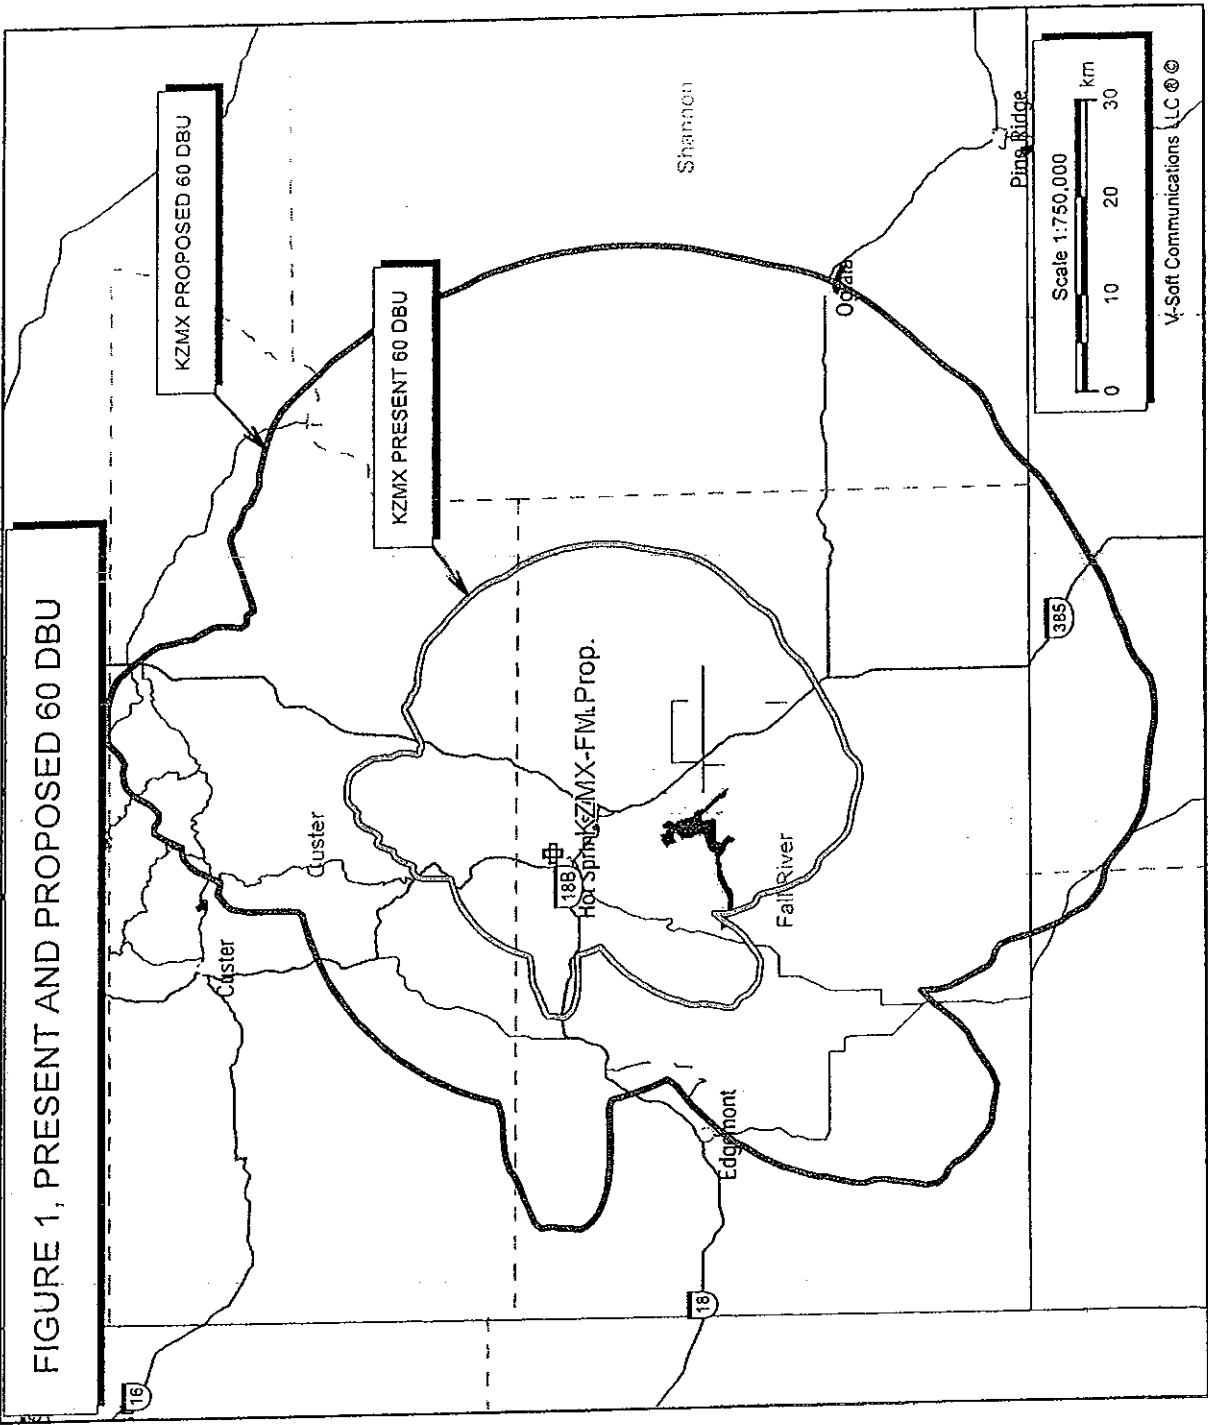 FIGURE 1, PRESENT AND PROPOSED 60 DBU
KZMX PROPOSED 60 DBU
KZMX PRESENT 60 DBU
16
Custer
Custer
18B
Hot Sprin
KZMX-FM.Prop.
Fall River
Edgemont
18
Shannon
Oglala
Pine Ridge
385
Scale 1:750,000
km
0 10 20 30
V-Soft Communications LLC ® ©